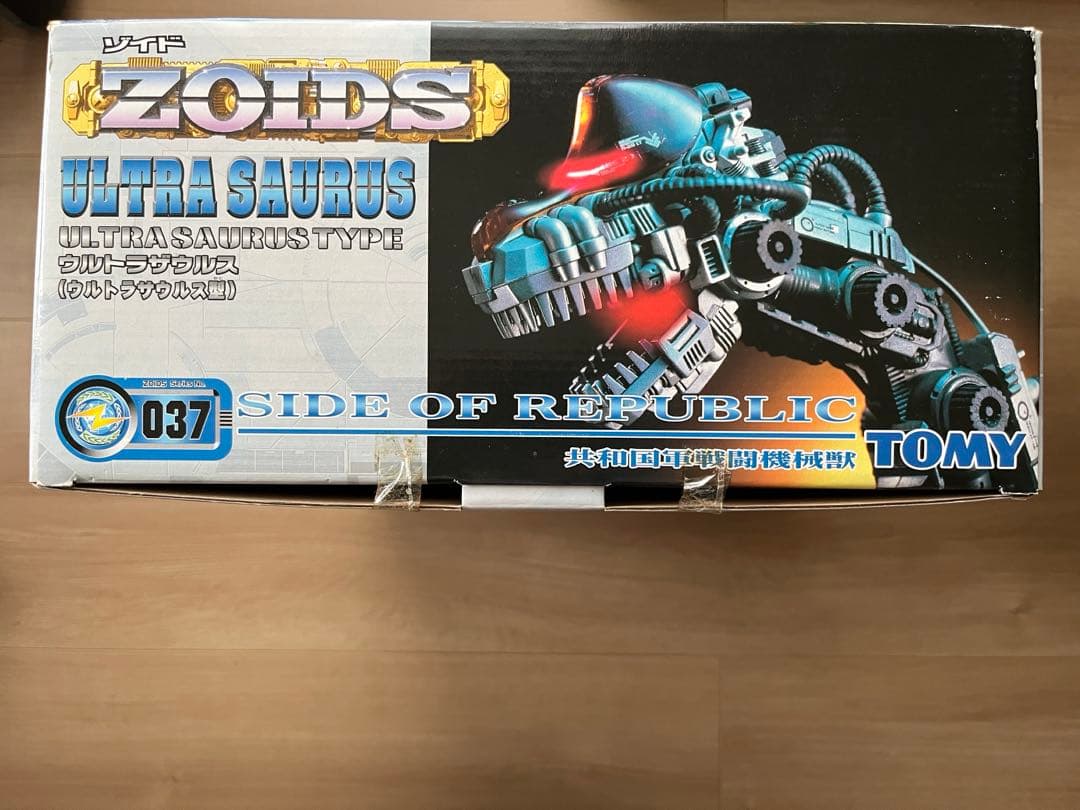 ゾイド
ZOIDS
ULTRA SAURUS
ULTRA SAURUS TYPE
ウルトラザウルス
(ウルトラサウルス型)
ZOIDS Series No.
037
SIDE OF REPUBLIC
共和国軍戦闘機械獣
TOMY